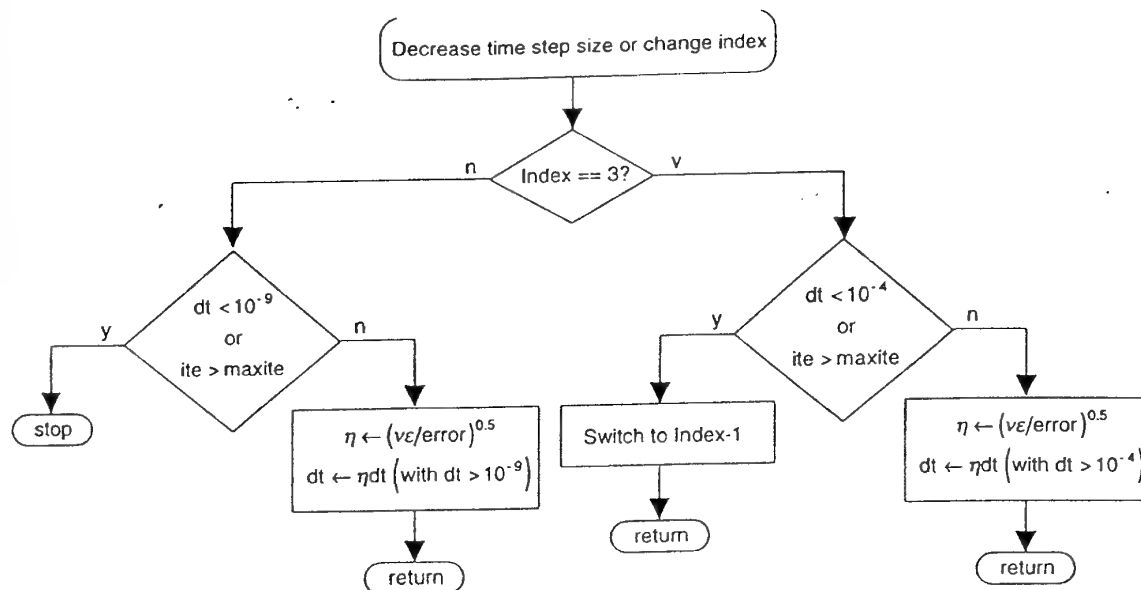 Decrease time step size or change index
n
Index == 3?
v
dt < 10⁻⁹
or
ite > maxite
y
n
stop
η ← (νε/error)⁰·⁵
dt ← ηdt (with dt > 10⁻⁹)
return
dt < 10⁻⁴
or
ite > maxite
y
n
Switch to Index-1
return
η ← (νε/error)⁰·⁵
dt ← ηdt (with dt > 10⁻⁴)
return